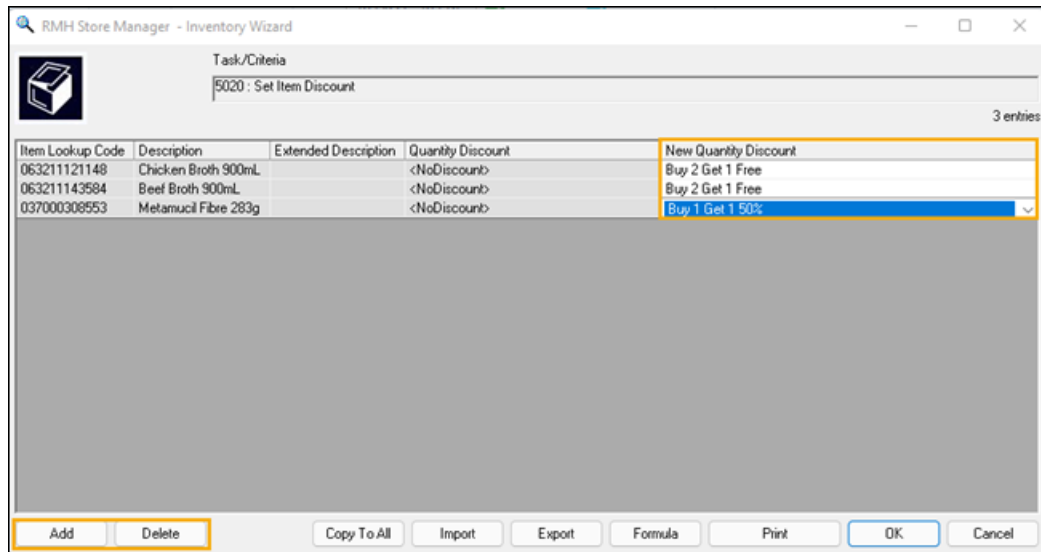 RMH Store Manager - Inventory Wizard
Task/Criteria
5020 : Set Item Discount
3 entries
Item Lookup Code Description Extended Description Quantity Discount New Quantity Discount
063211121148 Chicken Broth 900mL <NoDiscount> Buy 2 Get 1 Free
063211143584 Beef Broth 900mL <NoDiscount> Buy 2 Get 1 Free
037000308553 Metamucil Fibre 283g <NoDiscount> Buy 1 Get 1 50%
Add Delete Copy To All Import Export Formula Print OK Cancel